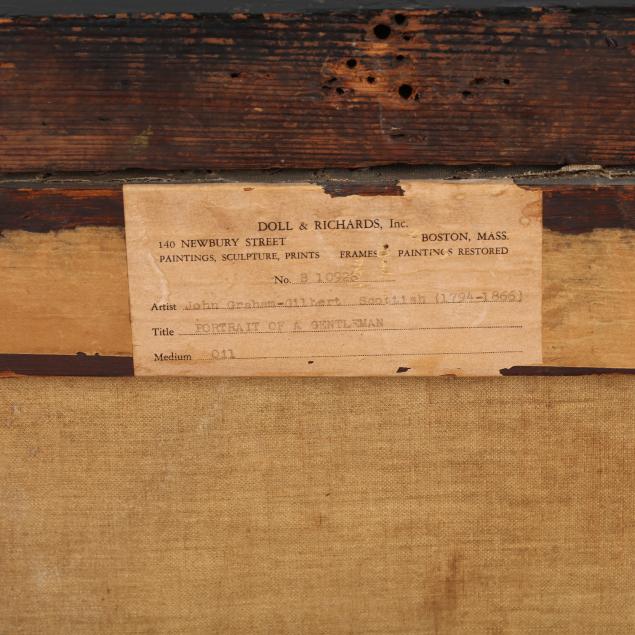 DOLL & RICHARDS, Inc.
140 NEWBURY STREET BOSTON, MASS.
PAINTINGS, SCULPTURE, PRINTS FRAMES PAINTINGS RESTORED
No. B 10926
Artist John Graham-Gilbert Scottish (1794-1866)
Title PORTRAIT OF A GENTLEMAN
Medium Oil